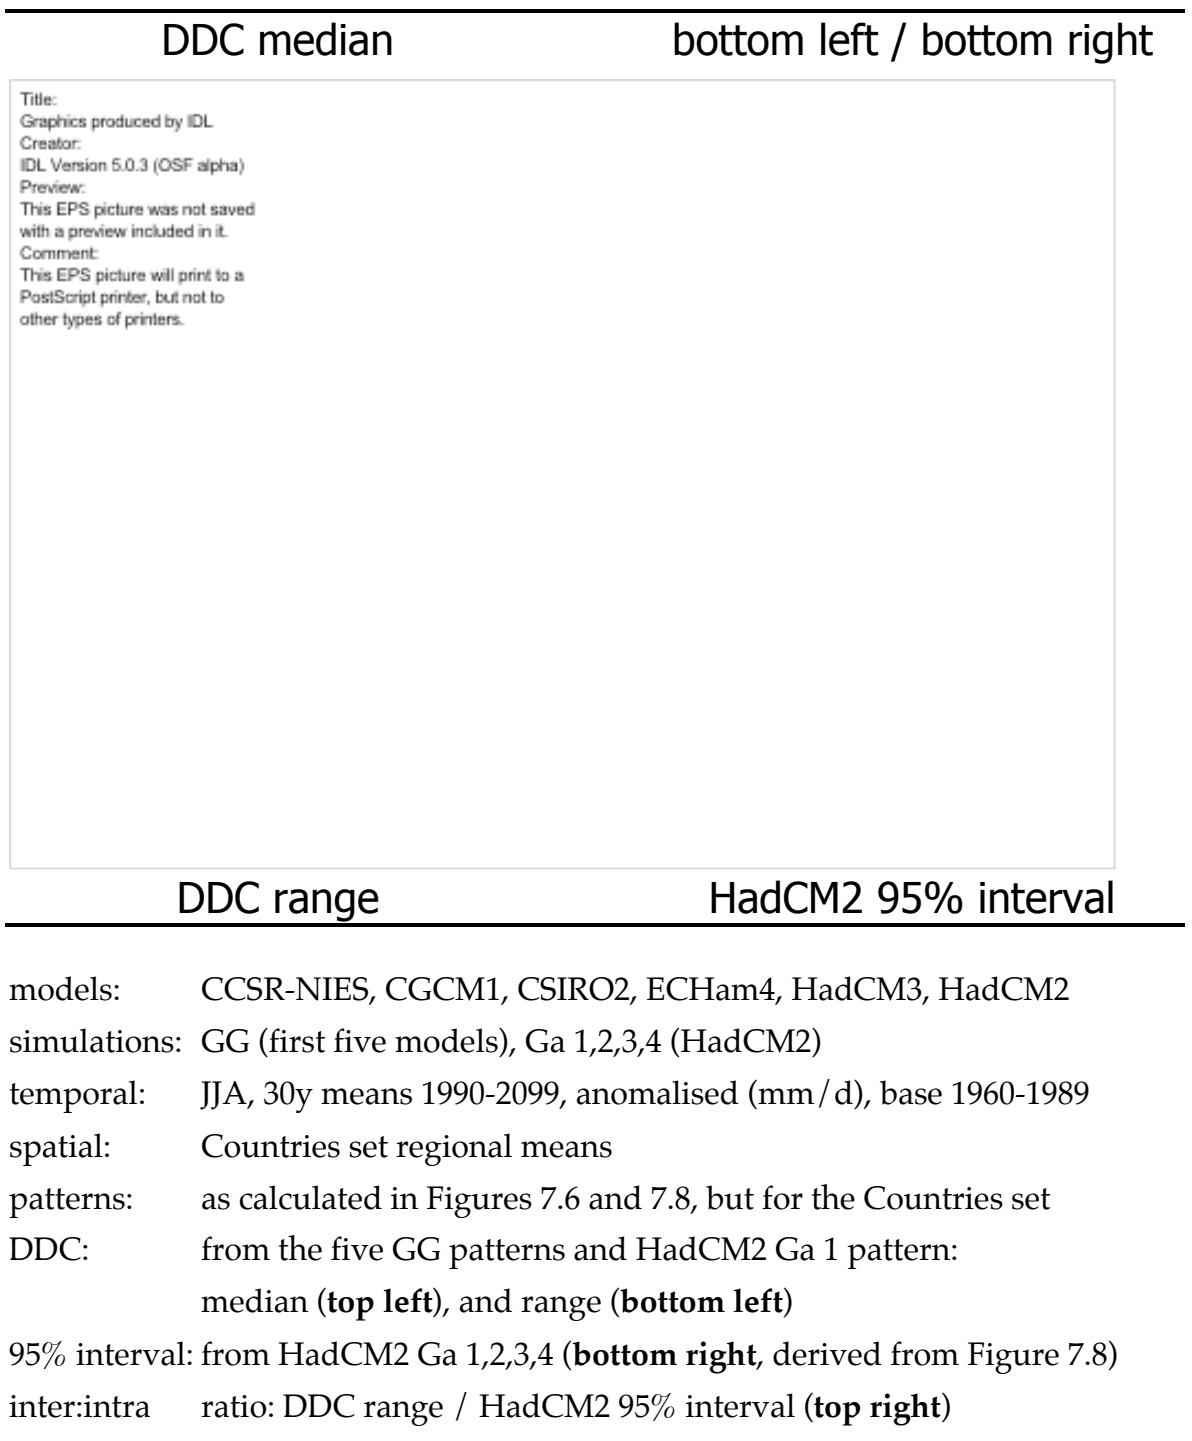 DDC median bottom left / bottom right
Title:
Graphics produced by IDL
Creator:
IDL Version 5.0.3 (OSF alpha)
Preview:
This EPS picture was not saved
with a preview included in it.
Comment:
This EPS picture will print to a
PostScript printer, but not to
other types of printers.
DDC range HadCM2 95% interval
models: CCSR-NIES, CGCM1, CSIRO2, ECHam4, HadCM3, HadCM2
simulations: GG (first five models), Ga 1,2,3,4 (HadCM2)
temporal: JJA, 30y means 1990-2099, anomalised (mm/d), base 1960-1989
spatial: Countries set regional means
patterns: as calculated in Figures 7.6 and 7.8, but for the Countries set
DDC: from the five GG patterns and HadCM2 Ga 1 pattern:
median (top left), and range (bottom left)
95% interval: from HadCM2 Ga 1,2,3,4 (bottom right, derived from Figure 7.8)
inter:intra ratio: DDC range / HadCM2 95% interval (top right)